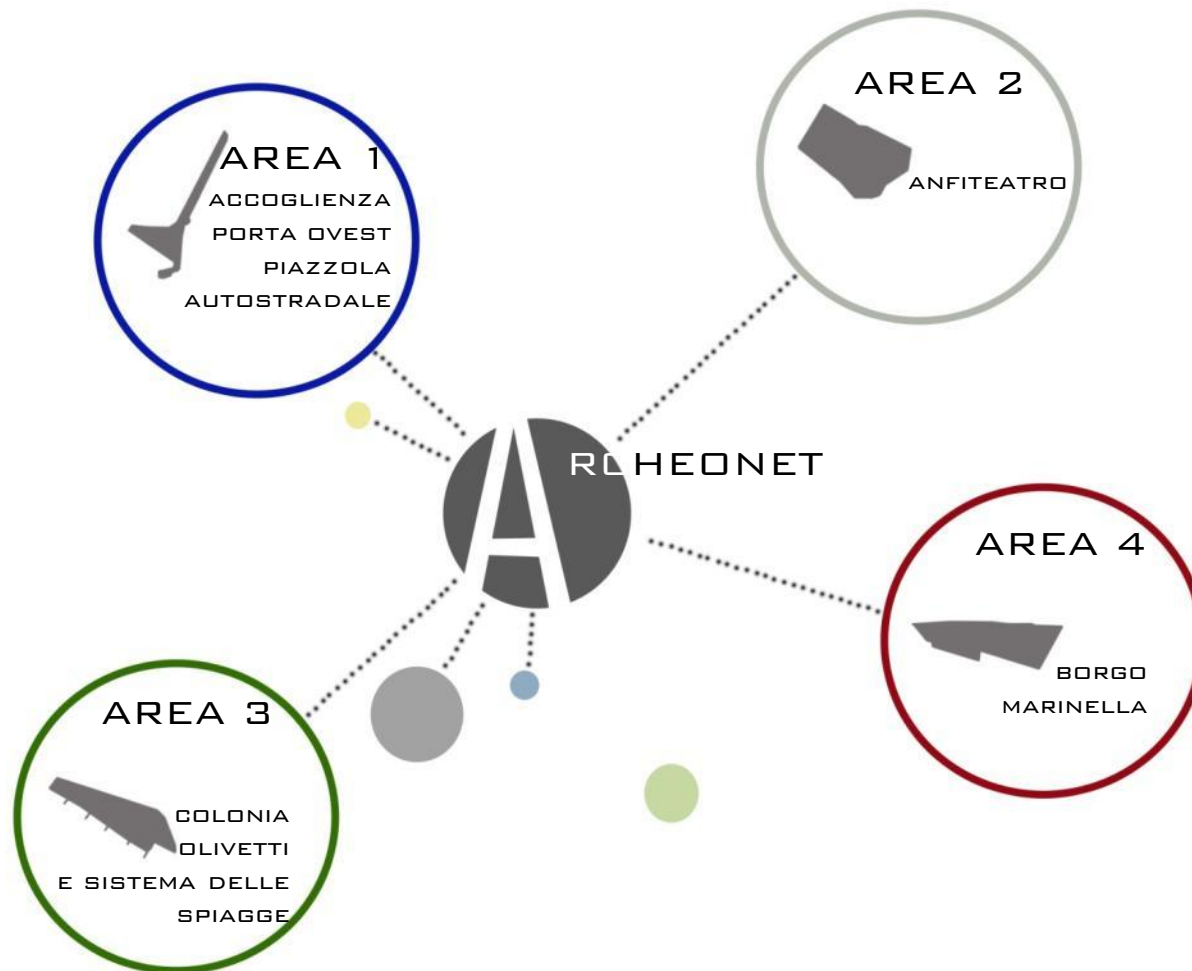 AREA 1
ACCOGLIENZA
PORTA OVEST
PIAZZOLA
AUTOSTRADALE
AREA 2
ANFITEATRO
ARCHEONET
AREA 3
COLONIA
OLIVETTI
E SISTEMA DELLE
SPIAGGE
AREA 4
BORGO
MARINELLA